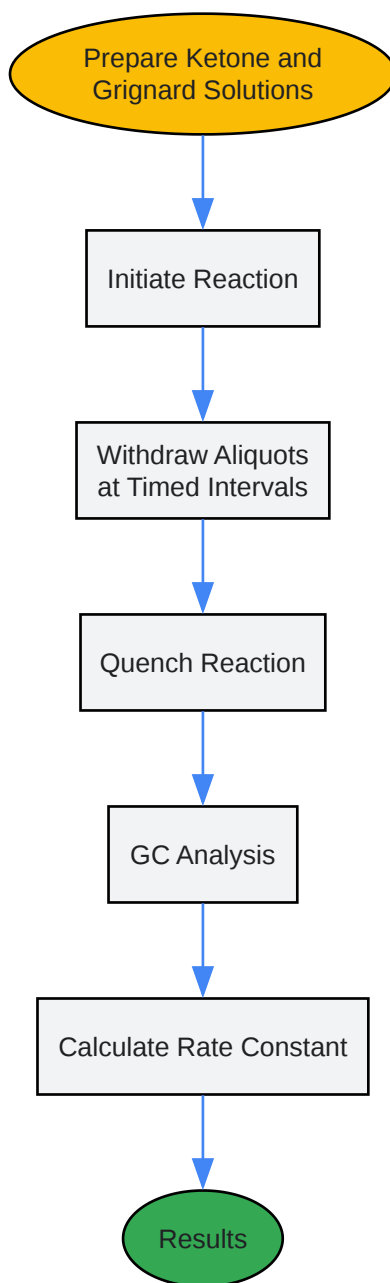 Prepare Ketone and
Grignard Solutions
Initiate Reaction
Withdraw Aliquots
at Timed Intervals
Quench Reaction
GC Analysis
Calculate Rate Constant
Results